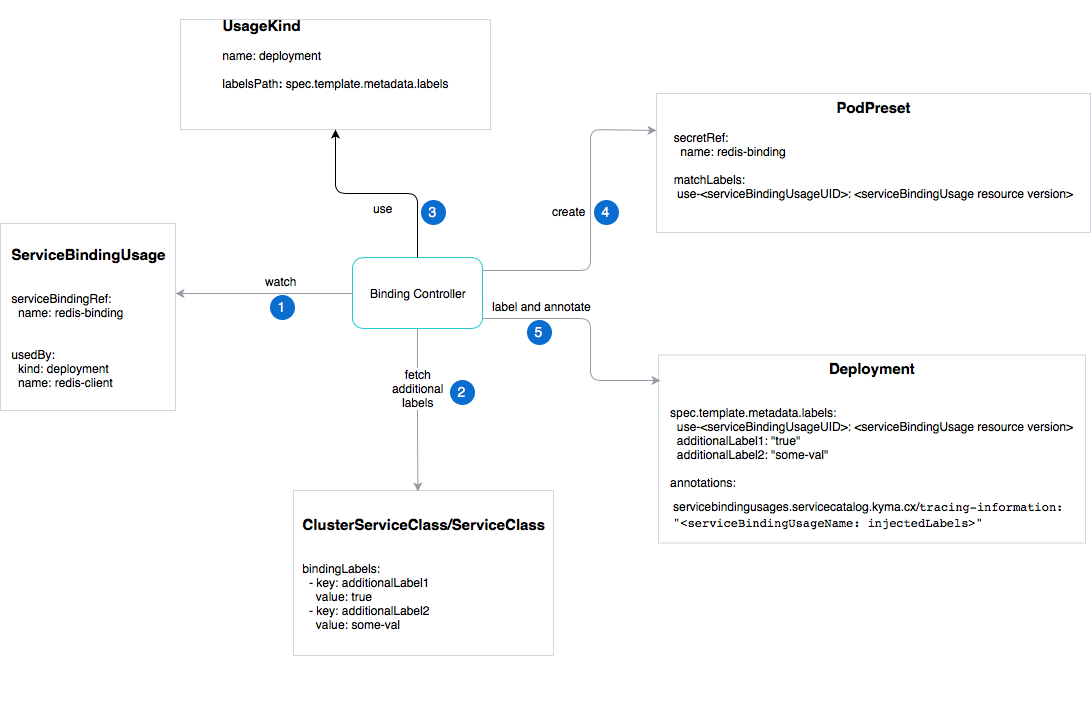 UsageKind
name: deployment
labelsPath: spec.template.metadata.labels
PodPreset
secretRef:
name: redis-binding
matchLabels:
use-<serviceBindingUsageUID>: <serviceBindingUsage resource version>
use
3
create
4
ServiceBindingUsage
serviceBindingRef:
name: redis-binding
usedBy:
kind: deployment
name: redis-client
watch
1
Binding Controller
label and annotate
5
fetch
additional
labels
2
Deployment
spec.template.metadata.labels:
use-<serviceBindingUsageUID>: <serviceBindingUsage resource version>
additionalLabel1: "true"
additionalLabel2: "some-val"
annotations:
servicebindingusages.servicecatalog.kyma.cx/tracing-information:
"<serviceBindingUsageName: injectedLabels>"
ClusterServiceClass/ServiceClass
bindingLabels:
- key: additionalLabel1
value: true
- key: additionalLabel2
value: some-val